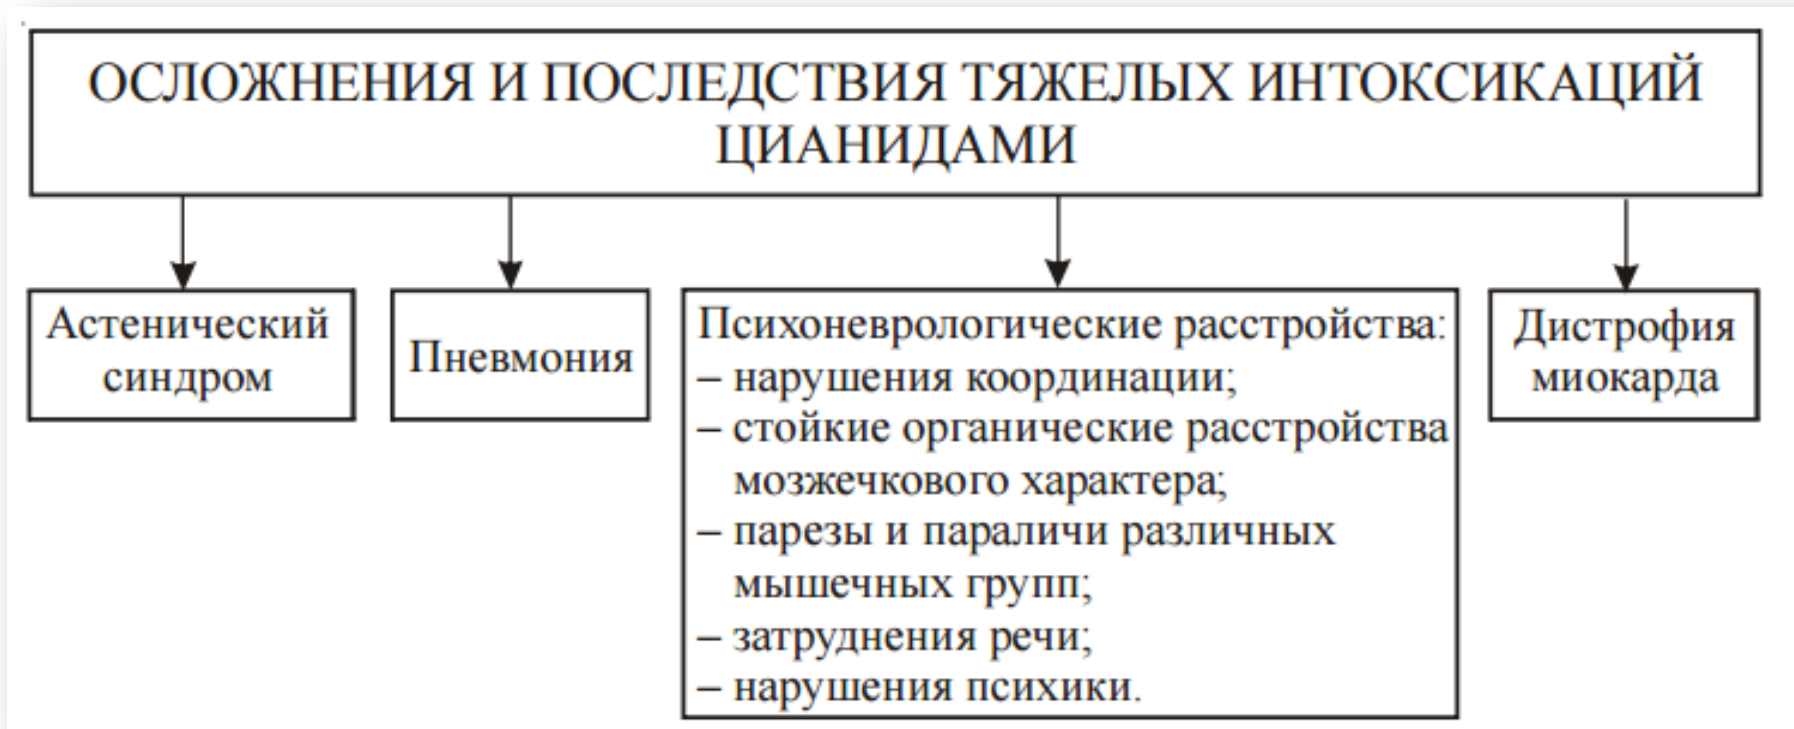 ОСЛОЖНЕНИЯ И ПОСЛЕДСТВИЯ ТЯЖЕЛЫХ ИНТОКСИКАЦИЙ
ЦИАНИДАМИ
Астенический
синдром
Пневмония
Психоневрологические расстройства:
– нарушения координации;
– стойкие органические расстройства
мозжечкового характера;
– парезы и параличи различных
мышечных групп;
– затруднения речи;
– нарушения психики.
Дистрофия
миокарда